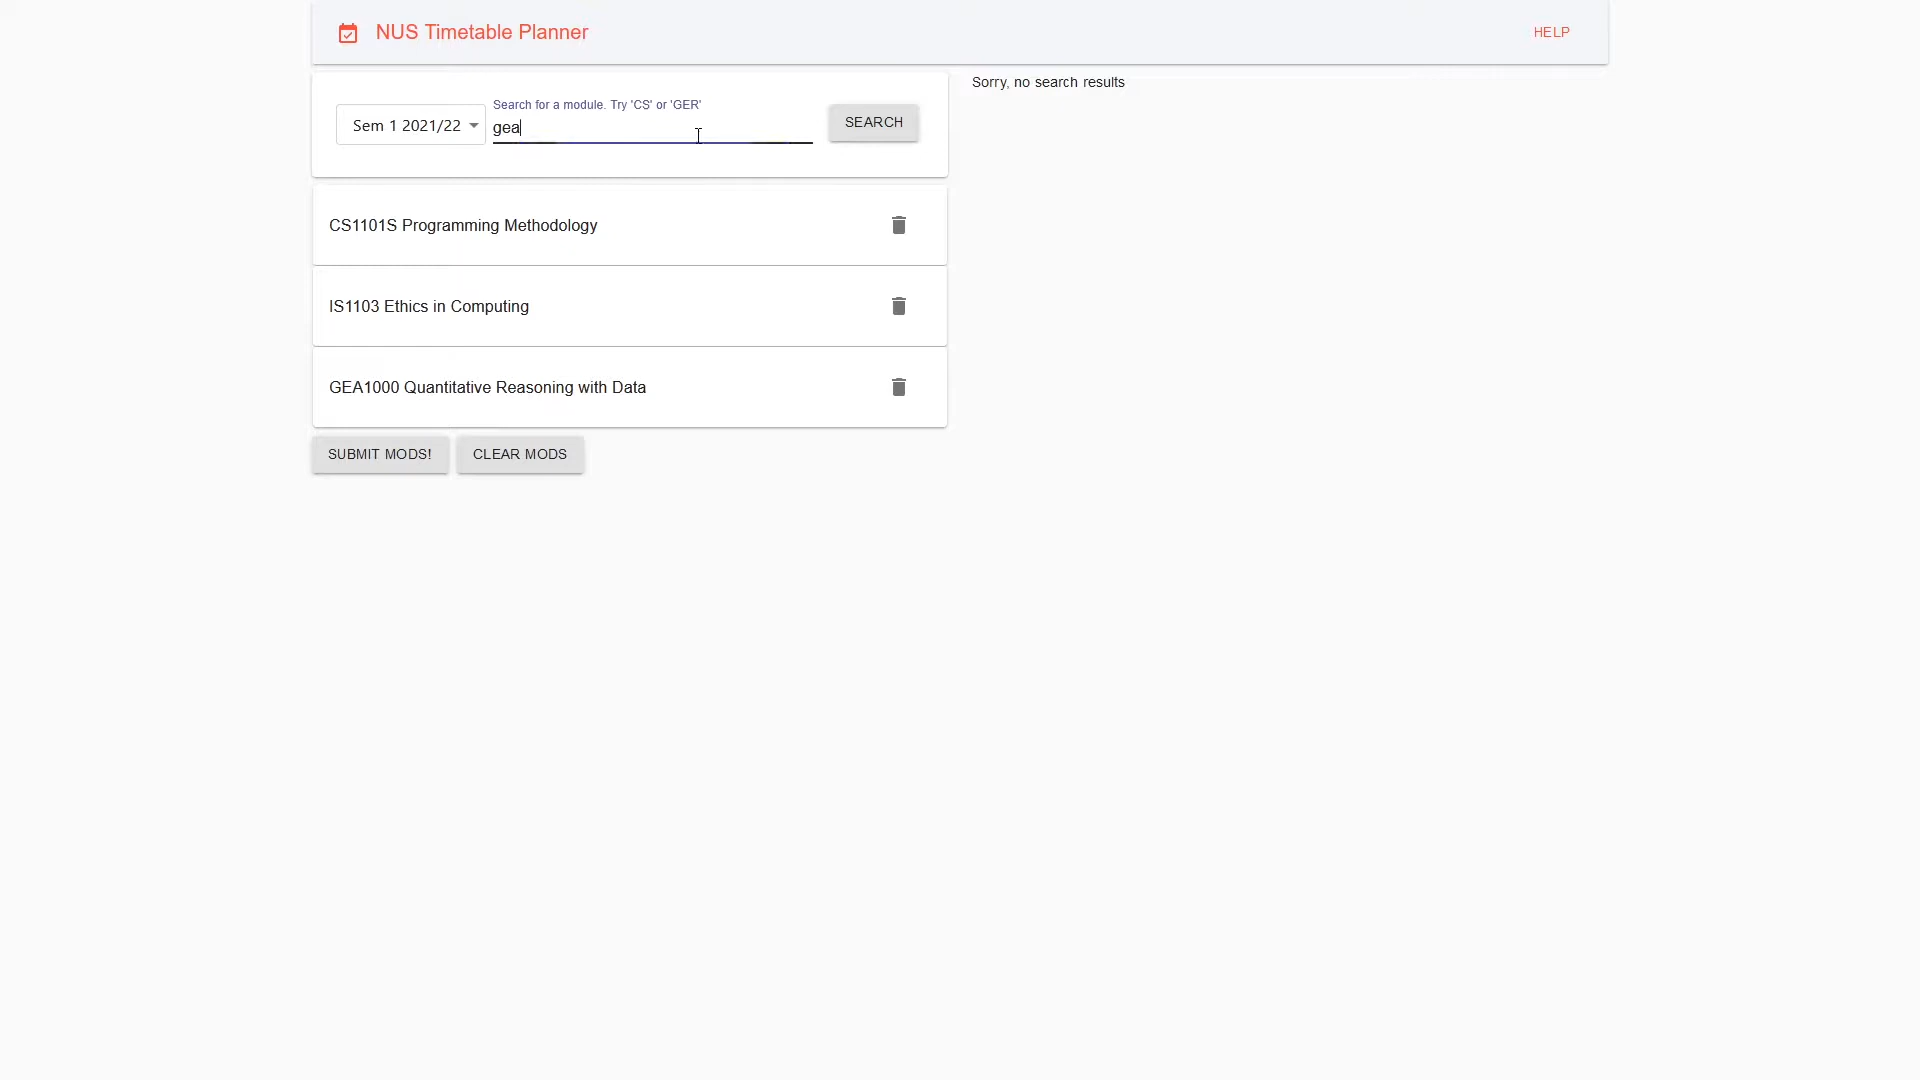 NUS Timetable Planner
HELP
Sem 1 2021/22
Search for a module. Try 'CS' or 'GER'
gea
SEARCH
Sorry, no search results
CS1101S Programming Methodology
IS1103 Ethics in Computing
GEA1000 Quantitative Reasoning with Data
SUBMIT MODS!
CLEAR MODS